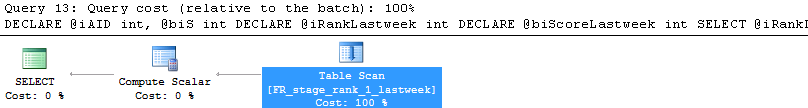 Query 13: Query cost (relative to the batch): 100%
DECLARE @iAID int, @biS int DECLARE @iRankLastweek int DECLARE @biScoreLastweek int SELECT @iRankL
SELECT
Cost: 0 %
Compute Scalar
Cost: 0 %
Table Scan
[FR_stage_rank_1_lastweek]
Cost: 100 %